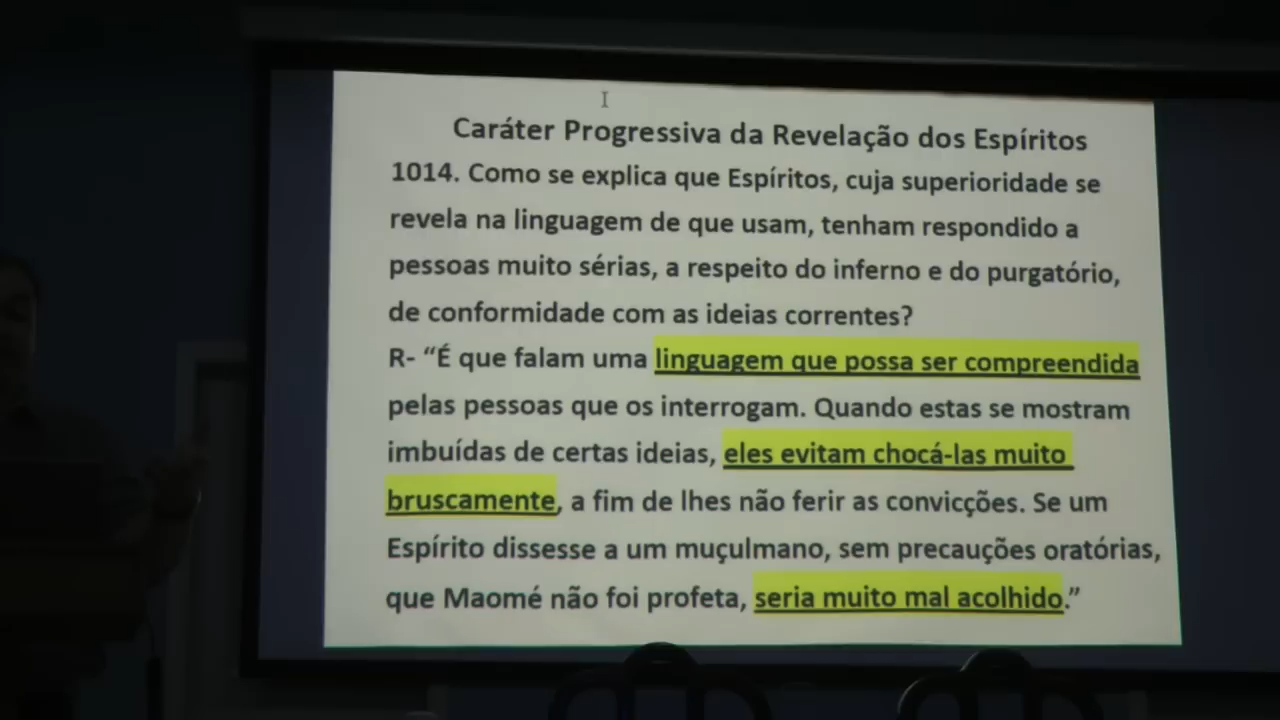 Caráter Progressiva da Revelação dos Espíritos
1014. Como se explica que Espíritos, cuja superioridade se
revela na linguagem de que usam, tenham respondido a
pessoas muito sérias, a respeito do inferno e do purgatório,
de conformidade com as ideias correntes?
R- “É que falam uma linguagem que possa ser compreendida
pelas pessoas que os interrogam. Quando estas se mostram
imbuídas de certas ideias, eles evitam chocá-las muito
bruscamente, a fim de lhes não ferir as convicções. Se um
Espírito dissesse a um muçulmano, sem precauções oratórias,
que Maomé não foi profeta, seria muito mal acolhido.”